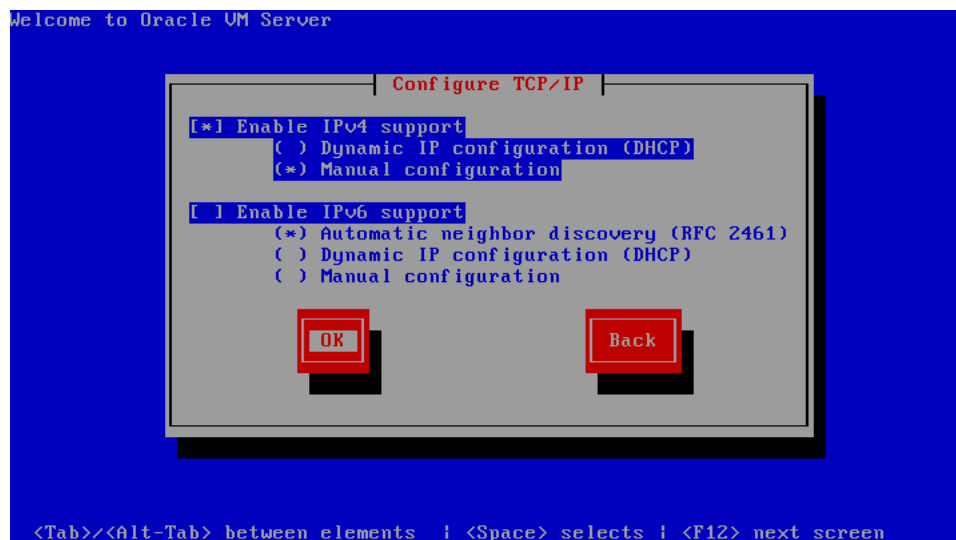 Welcome to Oracle VM Server
Configure TCP/IP
[*] Enable IPv4 support
( ) Dynamic IP configuration (DHCP)
(*) Manual configuration
[ ] Enable IPv6 support
(*) Automatic neighbor discovery (RFC 2461)
( ) Dynamic IP configuration (DHCP)
( ) Manual configuration
OK Back
<Tab>/<Alt-Tab> between elements | <Space> selects | <F12> next screen